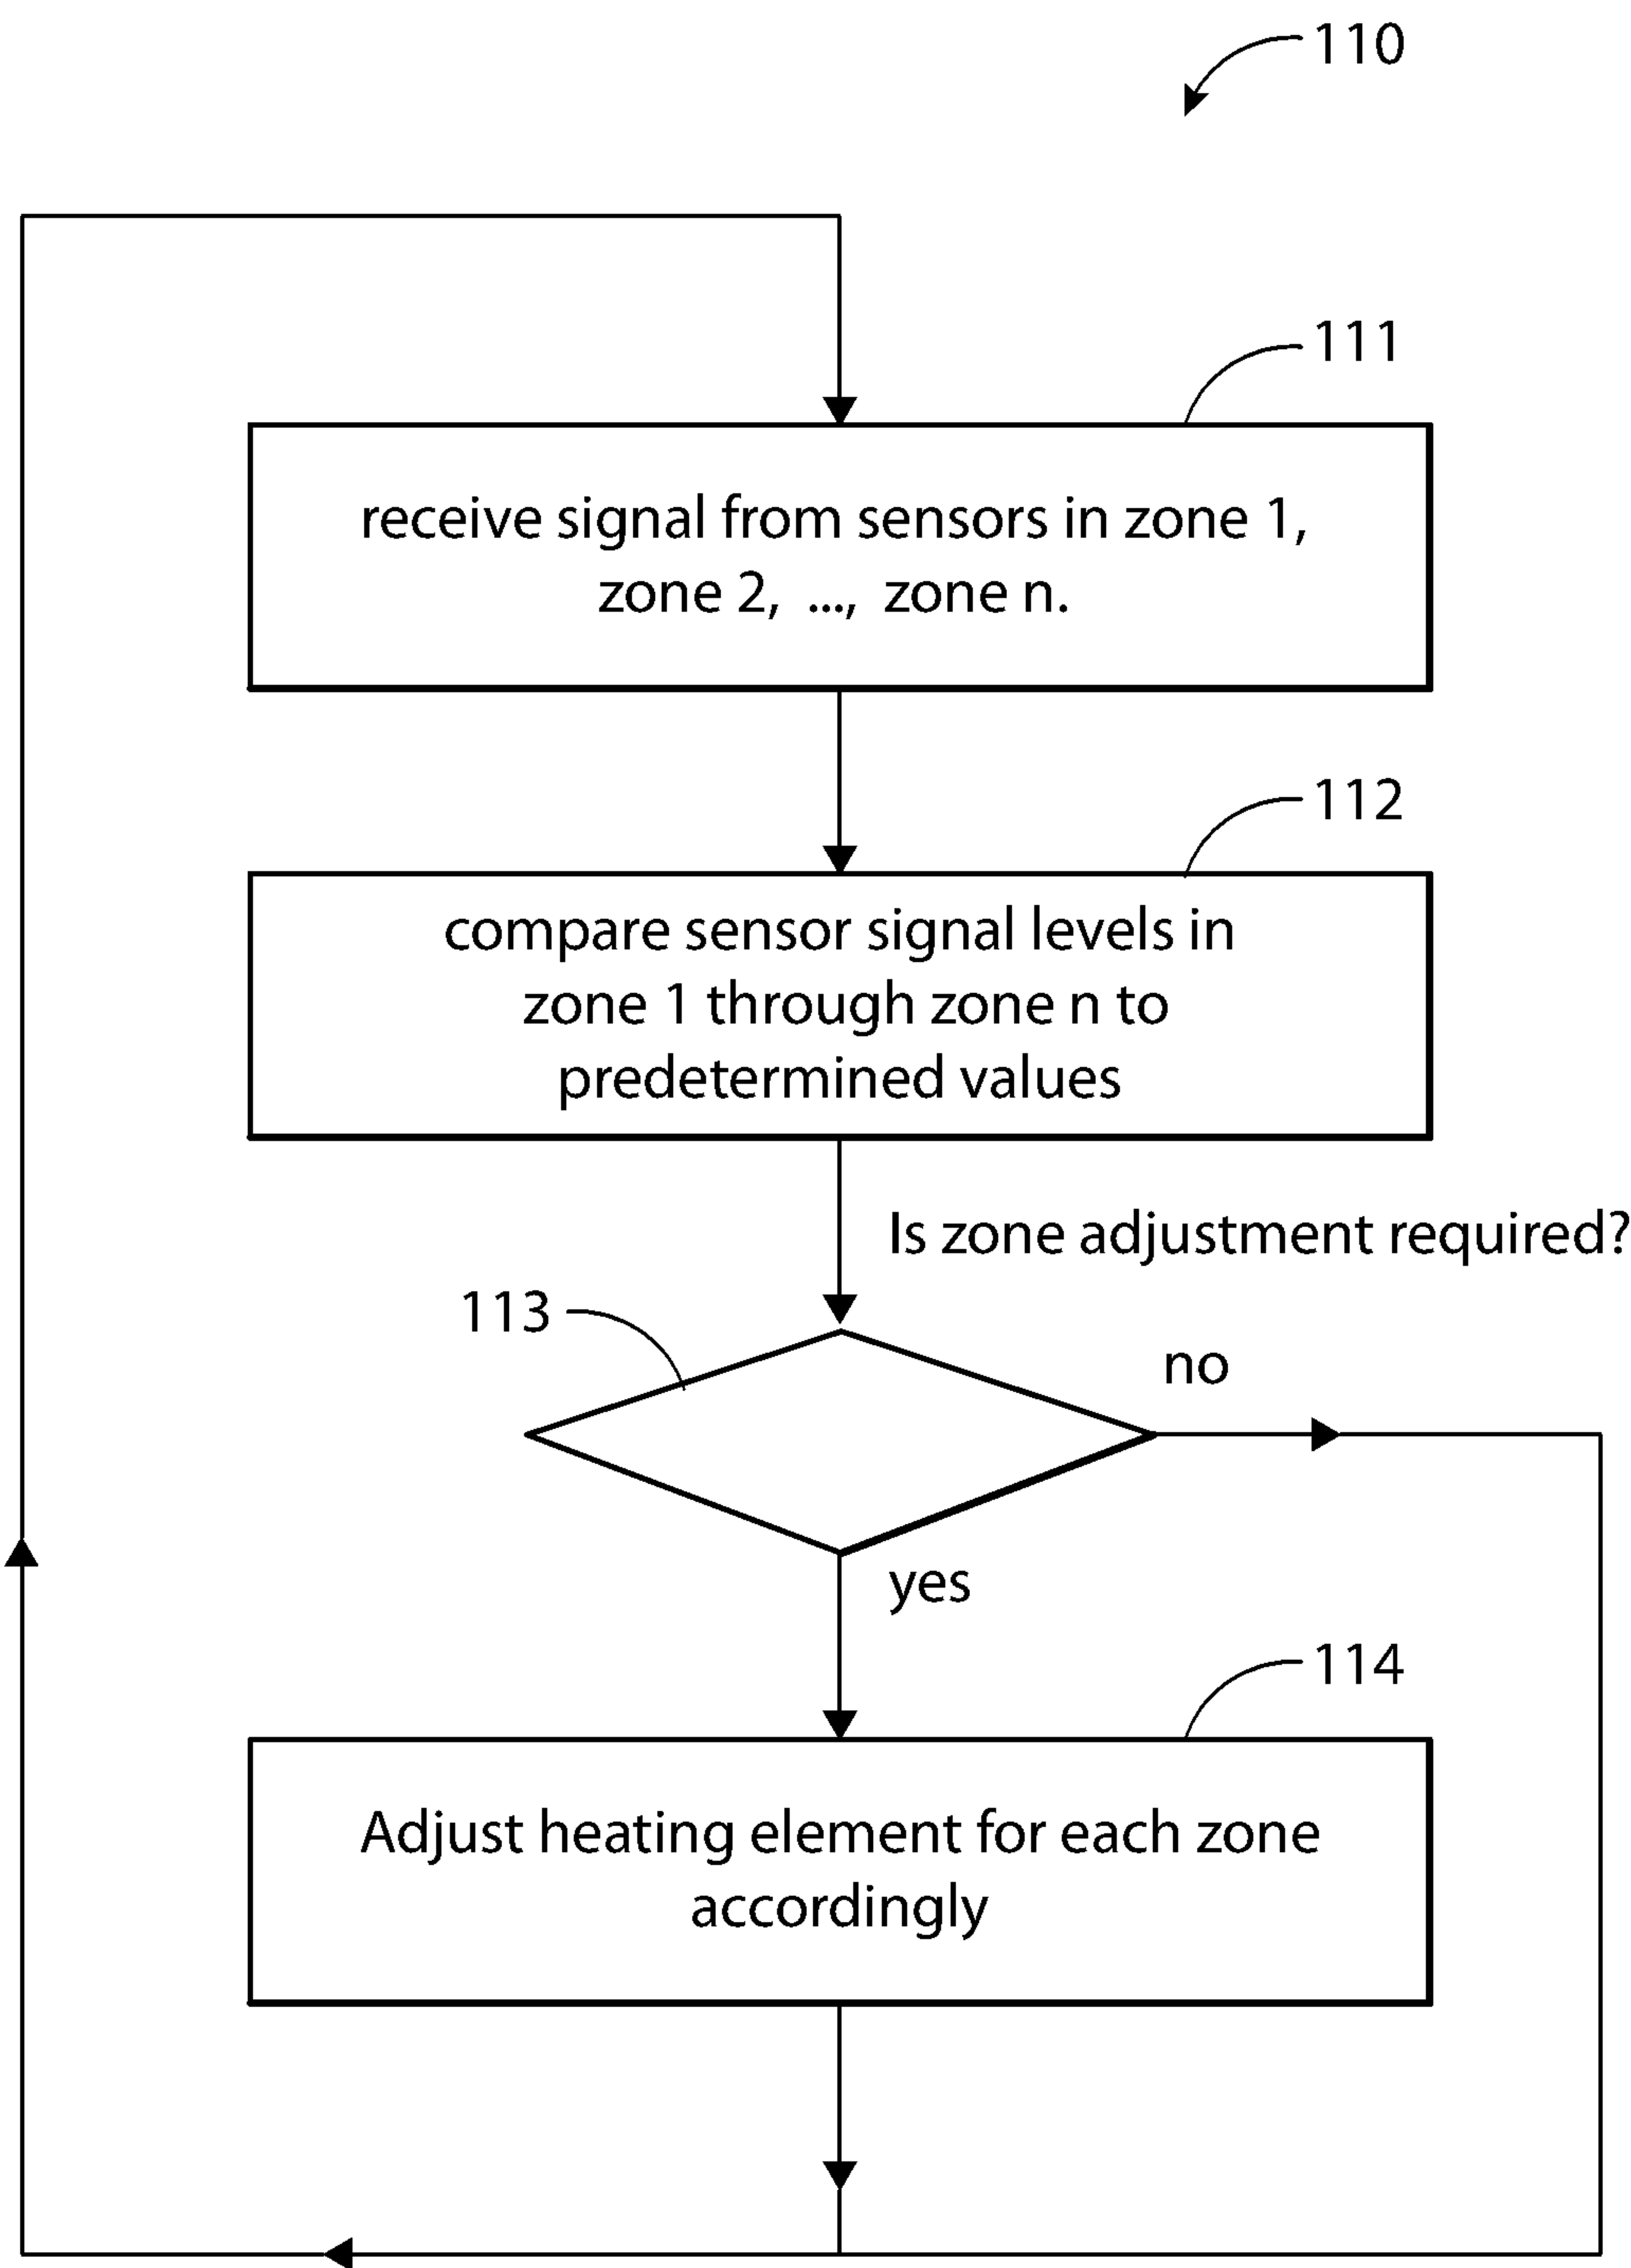 110
111
receive signal from sensors in zone 1,
zone 2, ..., zone n.
112
compare sensor signal levels in
zone 1 through zone n to
predetermined values
Is zone adjustment required?
113
no
yes
114
Adjust heating element for each zone
accordingly